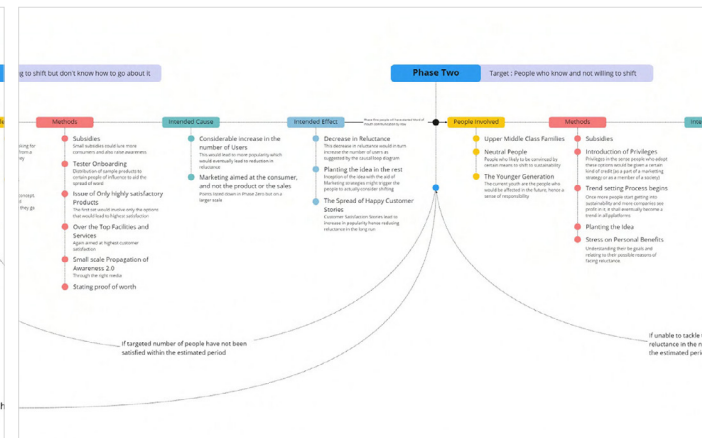 g to shift but don't know how to go about it
Phase Two
Target : People who know and not willing to shift
Methods
Intended Cause
Intended Effect
People Involved
Methods
Inte
Subsidies
Small subsidies could lure more
consumers and also raise awareness
Tester Onboarding
Distribution of sample products to
certain people of influence to aid the
spread of word
Issue of Only highly satisfactory
Products
The first set would involve only the options
that would lead to highest satisfaction
Over the Top Facilities and
Services
Again aimed at highest customer
satisfaction
Small scale Propagation of
Awareness 2.0
Through the right media
Stating proof of worth
Considerable increase in the
number of Users
This would lead to more popularity which
would eventually lead to reduction in
reluctance
Marketing aimed at the consumer,
and not the product or the sales
Points noted down in Phase Zero but on a
larger scale
Decrease in Reluctance
This decrease in reluctance would in turn
increase the number of users as
suggested by the causal loop diagram
Planting the idea in the rest
Inception of the idea with the aid of
Marketing strategies might trigger the
people to actually consider shifting
The Spread of Happy Customer
Stories
Customer Satisfaction Stories lead to
increase in popularity hence reducing
reluctance in the long run
Upper Middle Class Families
Neutral People
People who likely to be convinced by
certain means to shift to sustainability
The Younger Generation
The current youth are the people who
would be affected in the future, hence a
sense of responsibility
Subsidies
Introduction of Privileges
Privileges in the sense people who adopt
these options would be given a certain
kind of credit (as a part of a marketing
strategy or as a member of a society)
Trend setting Process begins
Once more people start getting into
sustainability and more companies see
profit in it, it shall eventually become a
trend in all platforms
Planting the Idea
Stress on Personal Benefits
Understanding their goals and
relating to their possible reasons of
facing reluctance
If targeted number of people have not been
satisfied within the estimated period
If unable to tackle
reluctance in the n
the estimated peri